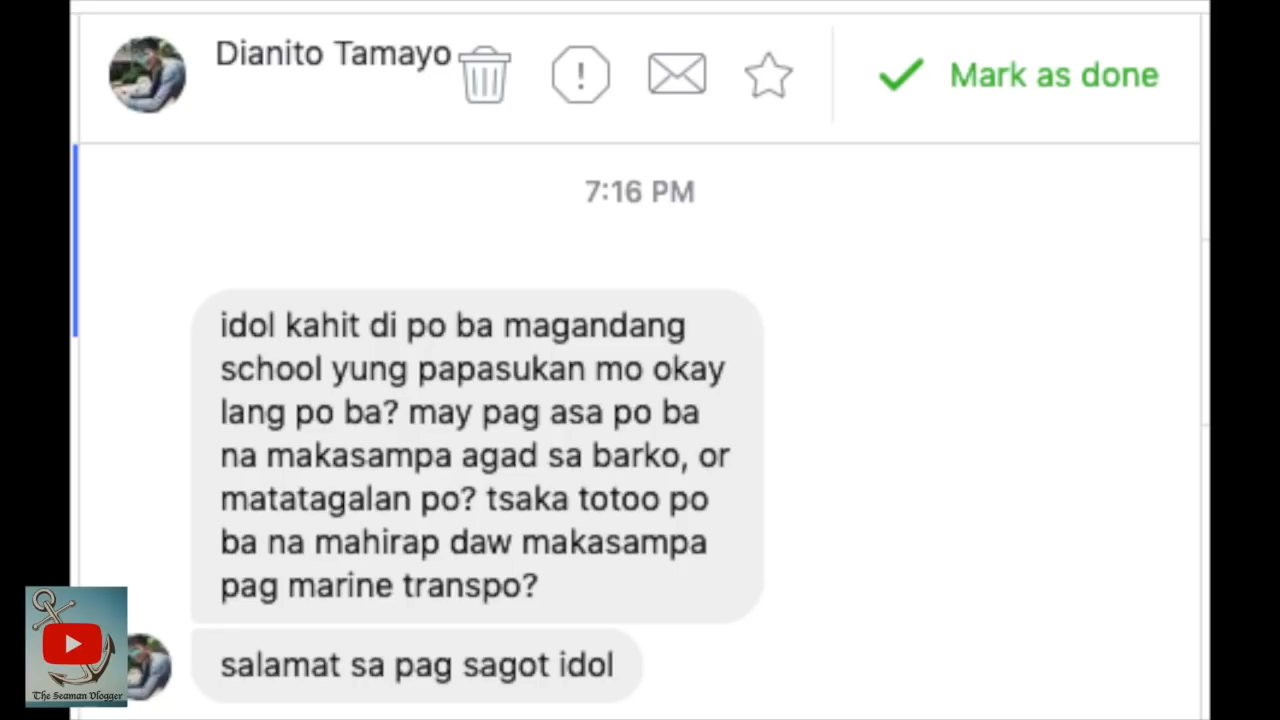 Dianito Tamayo
Mark as done
7:16 PM
idol kahit di po ba magandang
school yung papasukan mo okay
lang po ba? may pag asa po ba
na makasampa agad sa barko, or
matatagalan po? tsaka totoo po
ba na mahirap daw makasampa
pag marine transpo?
salamat sa pag sagot idol
The Seaman Vlogger